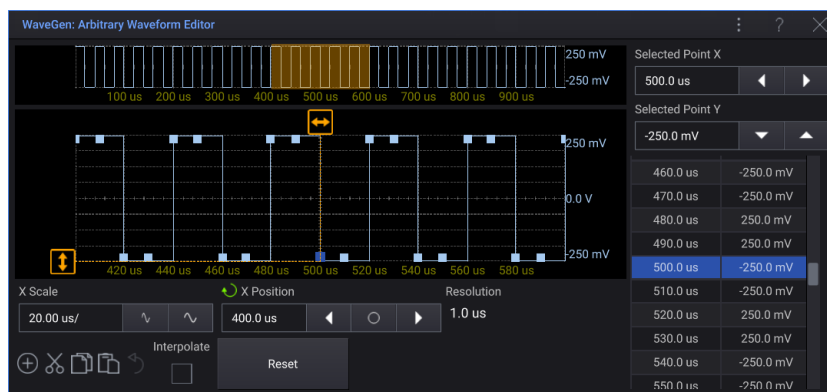 WaveGen: Arbitrary Waveform Editor
?
250 mV
-250 mV
100 us 200 us 300 us 400 us 500 us 600 us 700 us 800 us 900 us
250 mV
0.0 V
-250 mV
420 us 440 us 460 us 480 us 500 us 520 us 540 us 560 us 580 us
Selected Point X
500.0 us
Selected Point Y
-250.0 mV
460.0 us -250.0 mV
470.0 us -250.0 mV
480.0 us 250.0 mV
490.0 us 250.0 mV
500.0 us -250.0 mV
510.0 us -250.0 mV
520.0 us 250.0 mV
530.0 us 250.0 mV
540.0 us -250.0 mV
550.0 us -250.0 mV
X Scale
20.00 us/
X Position
400.0 us
Resolution
1.0 us
Interpolate
Reset